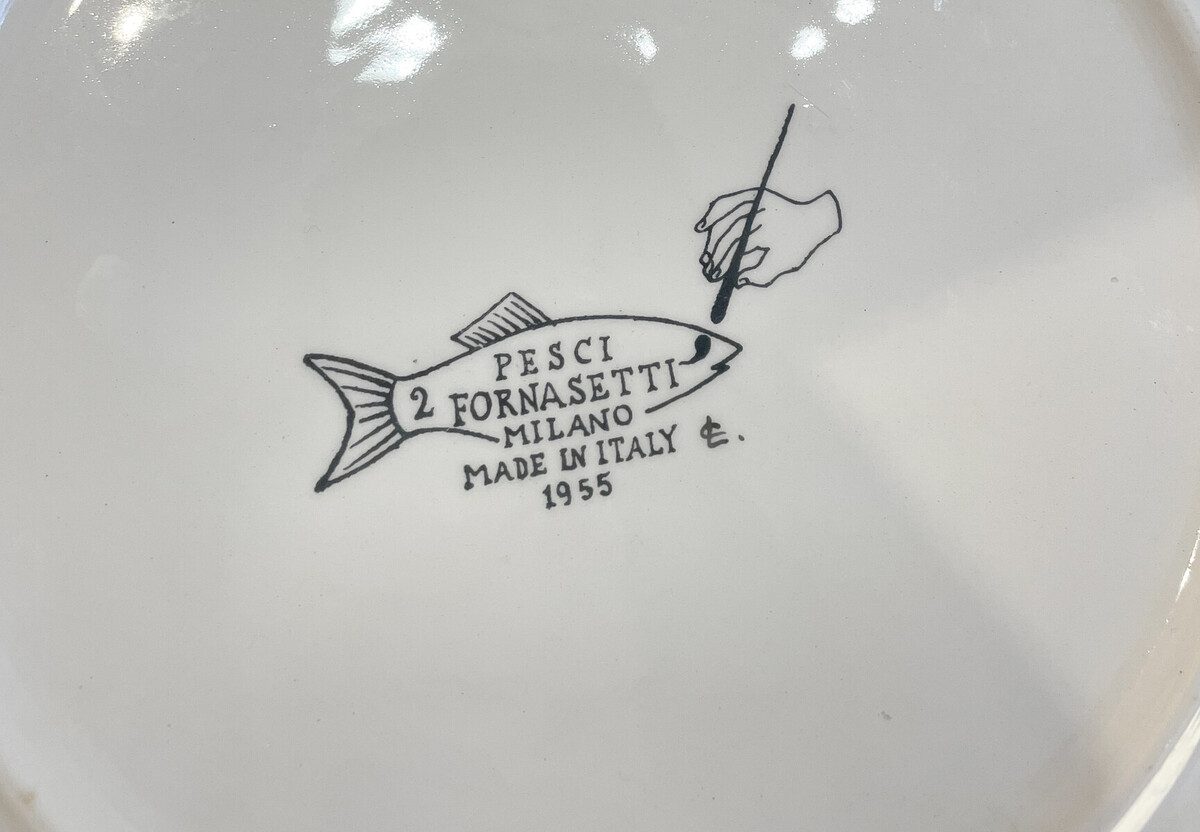 PESCI
2 FORNASETTI
MILANO
MADE IN ITALY
1955